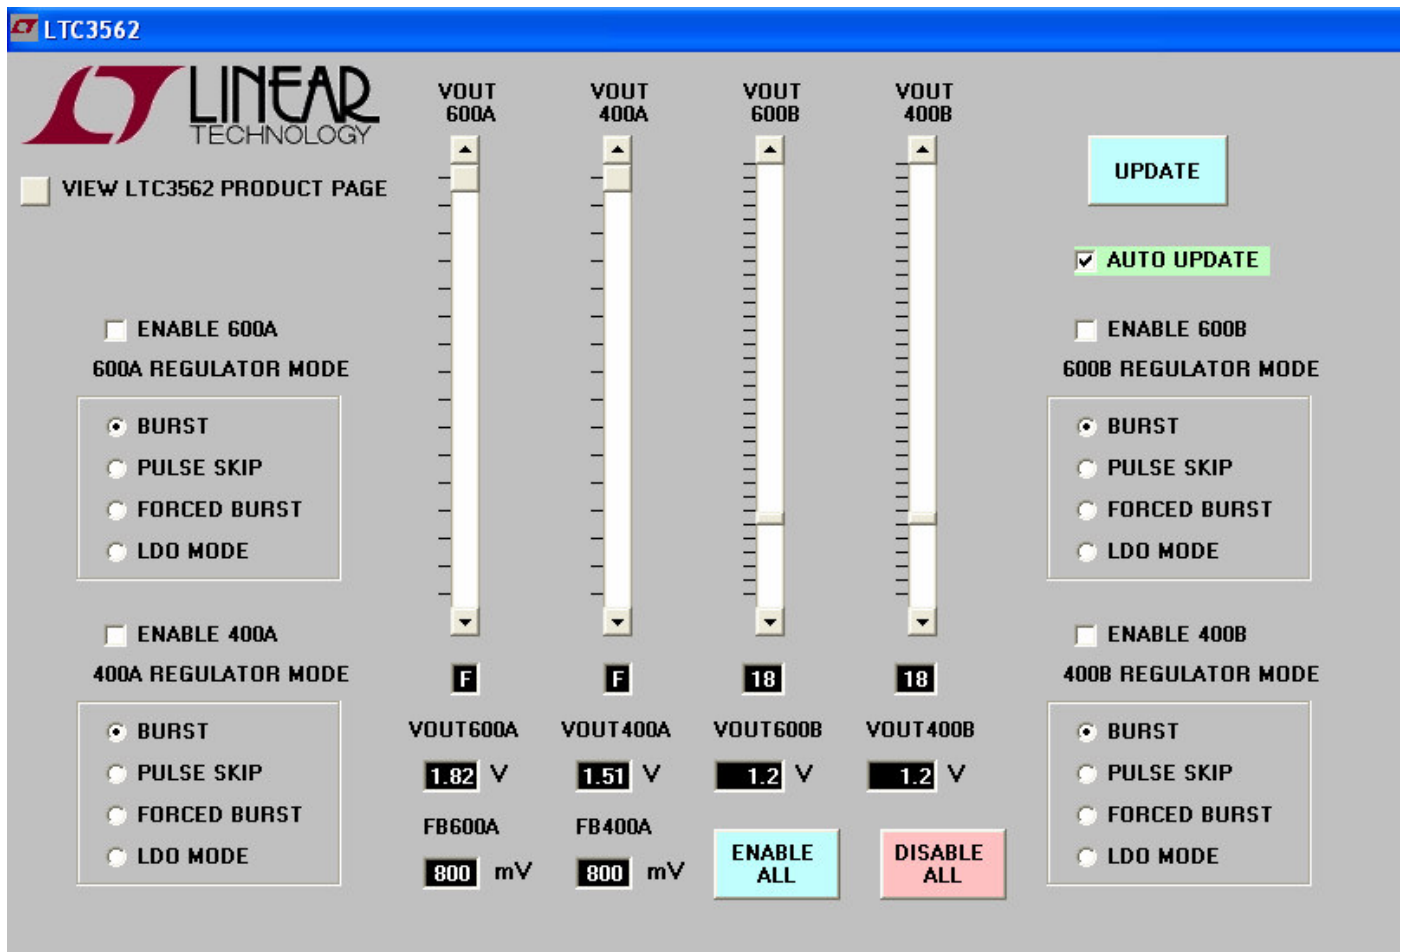 LTC3562
LINEAR
TECHNOLOGY
VIEW LTC3562 PRODUCT PAGE
VOUT
600A
VOUT
400A
VOUT
600B
VOUT
400B
UPDATE
AUTO UPDATE
ENABLE 600A
600A REGULATOR MODE
BURST
PULSE SKIP
FORCED BURST
LDO MODE
ENABLE 400A
400A REGULATOR MODE
BURST
PULSE SKIP
FORCED BURST
LDO MODE
F
F
18
18
VOUT600A
VOUT400A
VOUT600B
VOUT400B
1.82 V
1.51 V
1.2 V
1.2 V
FB600A
FB400A
800 mV
800 mV
ENABLE
ALL
DISABLE
ALL
ENABLE 600B
600B REGULATOR MODE
BURST
PULSE SKIP
FORCED BURST
LDO MODE
ENABLE 400B
400B REGULATOR MODE
BURST
PULSE SKIP
FORCED BURST
LDO MODE